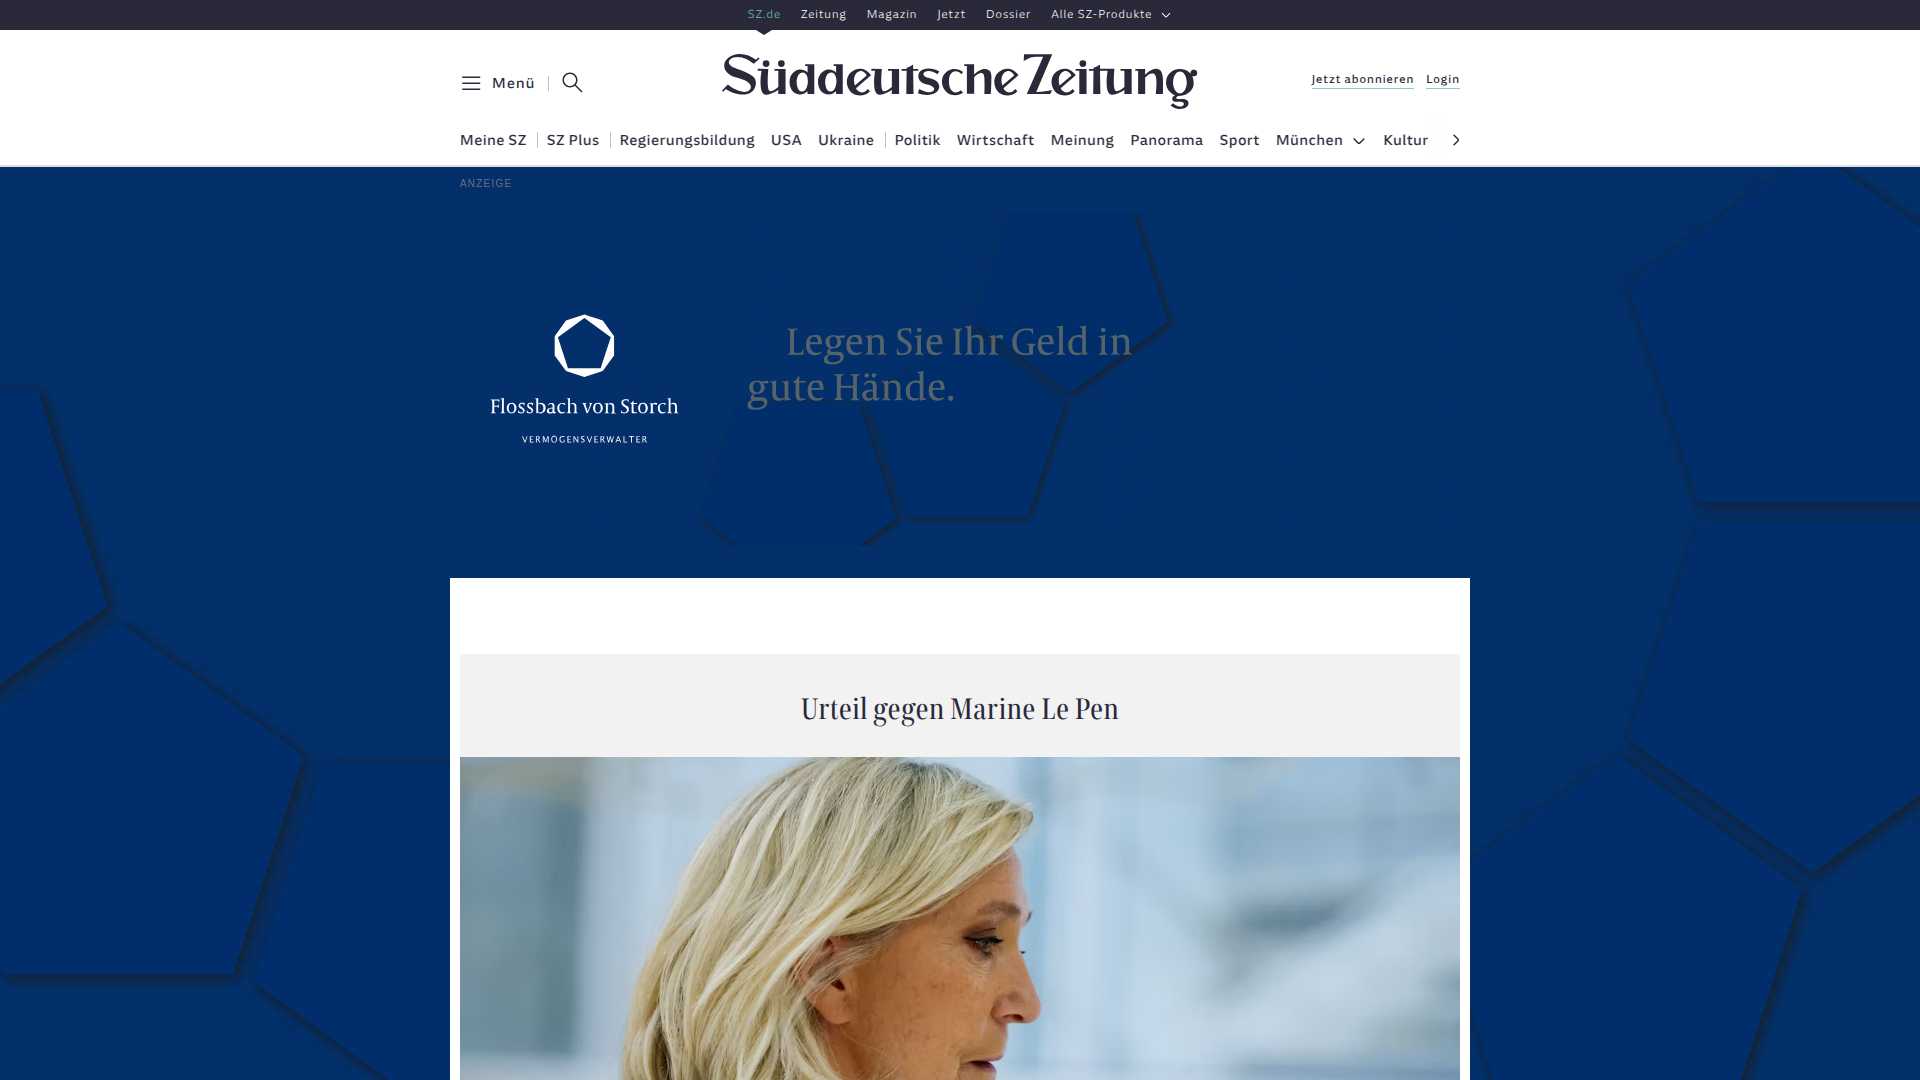 SZ.de Zeitung Magazin Jetzt Dossier Alle SZ-Produkte
Menü
Süddeutsche Zeitung
Jetzt abonnieren Login
Meine SZ SZ Plus Regierungsbildung USA Ukraine Politik Wirtschaft Meinung Panorama Sport München Kultur
ANZEIGE
Flossbach von Storch
VERMÖGENSVERWALTER
Legen Sie Ihr Geld in
gute Hände.
Urteil gegen Marine Le Pen